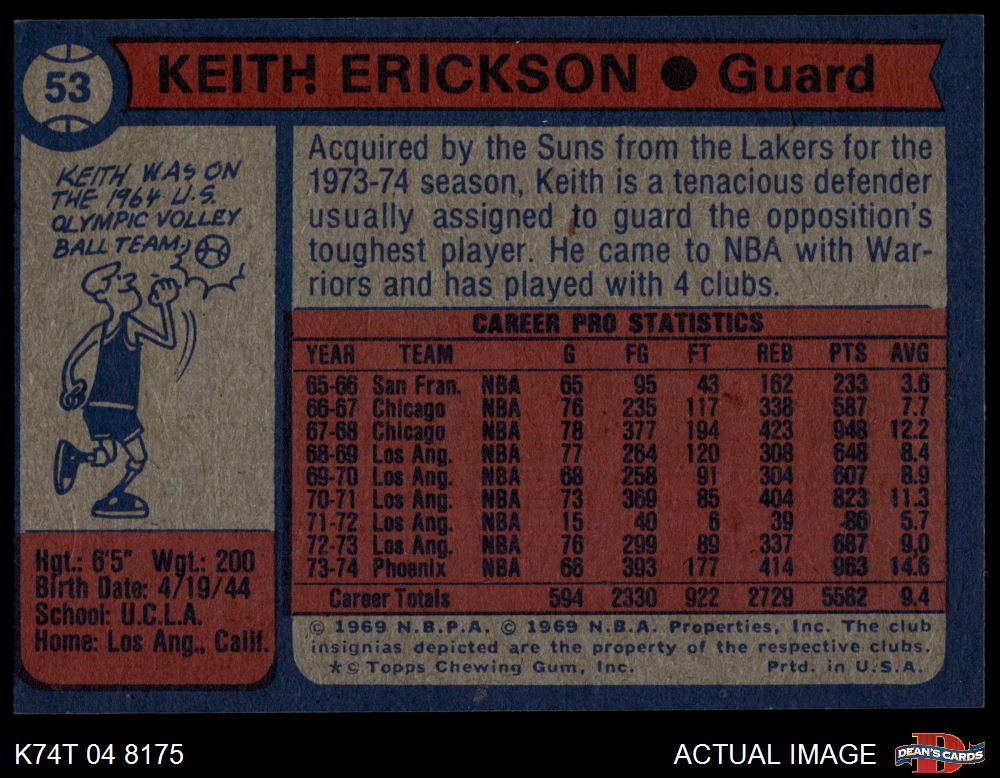 53
KEITH ERICKSON ● Guard
KEITH WAS ON
THE 1964 U.S.
OLYMPIC VOLLEY
BALL TEAM.
Hgt.: 6'5" Wgt.: 200
Birth Date: 4/19/44
School: U.C.L.A.
Home: Los Ang., Calif.
Acquired by the Suns from the Lakers for the
1973-74 season, Keith is a tenacious defender
usually assigned to guard the opposition's
toughest player. He came to NBA with War-
riors and has played with 4 clubs.
CAREER PRO STATISTICS
YEAR TEAM G FG FT REB PTS AVG
65-66 San Fran. NBA 65 95 43 162 233 3.6
66-67 Chicago NBA 76 235 117 338 587 7.7
67-68 Chicago NBA 78 377 194 423 948 12.2
68-69 Los Ang. NBA 77 264 120 308 648 8.4
69-70 Los Ang. NBA 68 258 91 304 607 8.9
70-71 Los Ang. NBA 73 369 85 404 823 11.3
71-72 Los Ang. NBA 15 40 6 39 86 5.7
72-73 Los Ang. NBA 76 299 89 337 687 9.0
73-74 Phoenix NBA 66 393 177 414 963 14.6
Career Totals 594 2330 922 2729 5582 9.4
© 1969 N.B.P.A. © 1969 N.B.A. Properties, Inc. The club
insignias depicted are the property of the respective clubs.
*© Topps Chewing Gum, Inc. Prtd. in U.S.A.
K74T 04 8175
ACTUAL IMAGE
D
DEAN'S CARDS